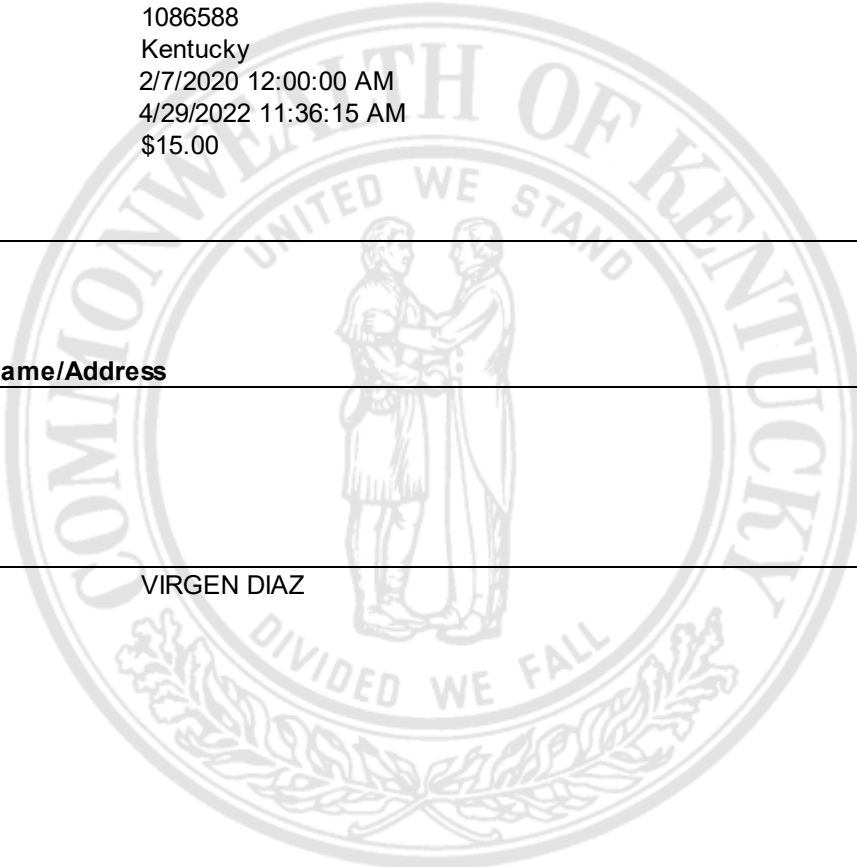 1086588
Kentucky
2/7/2020 12:00:00 AM
4/29/2022 11:36:15 AM
$15.00
COMMONWEALTH OF KENTUCKY
UNITED WE STAND
ame/Address
VIRGEN DIAZ
DIVIDED WE FALL